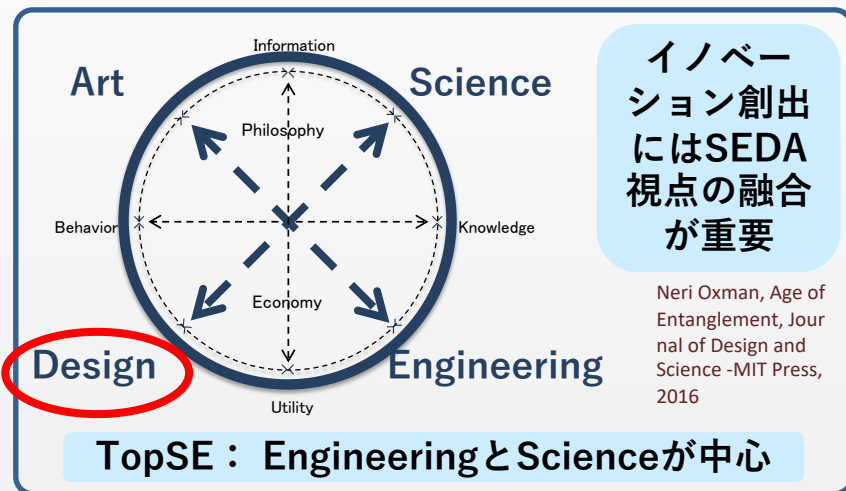 Information
Art
Science
Philosophy
Behavior
Knowledge
Economy
Design
Engineering
Utility
イノベー
ション創出
にはSEDA
視点の融合
が重要
Neri Oxman, Age of
Entanglement, Jour
nal of Design and
Science -MIT Press,
2016
TopSE： EngineeringとScienceが中心